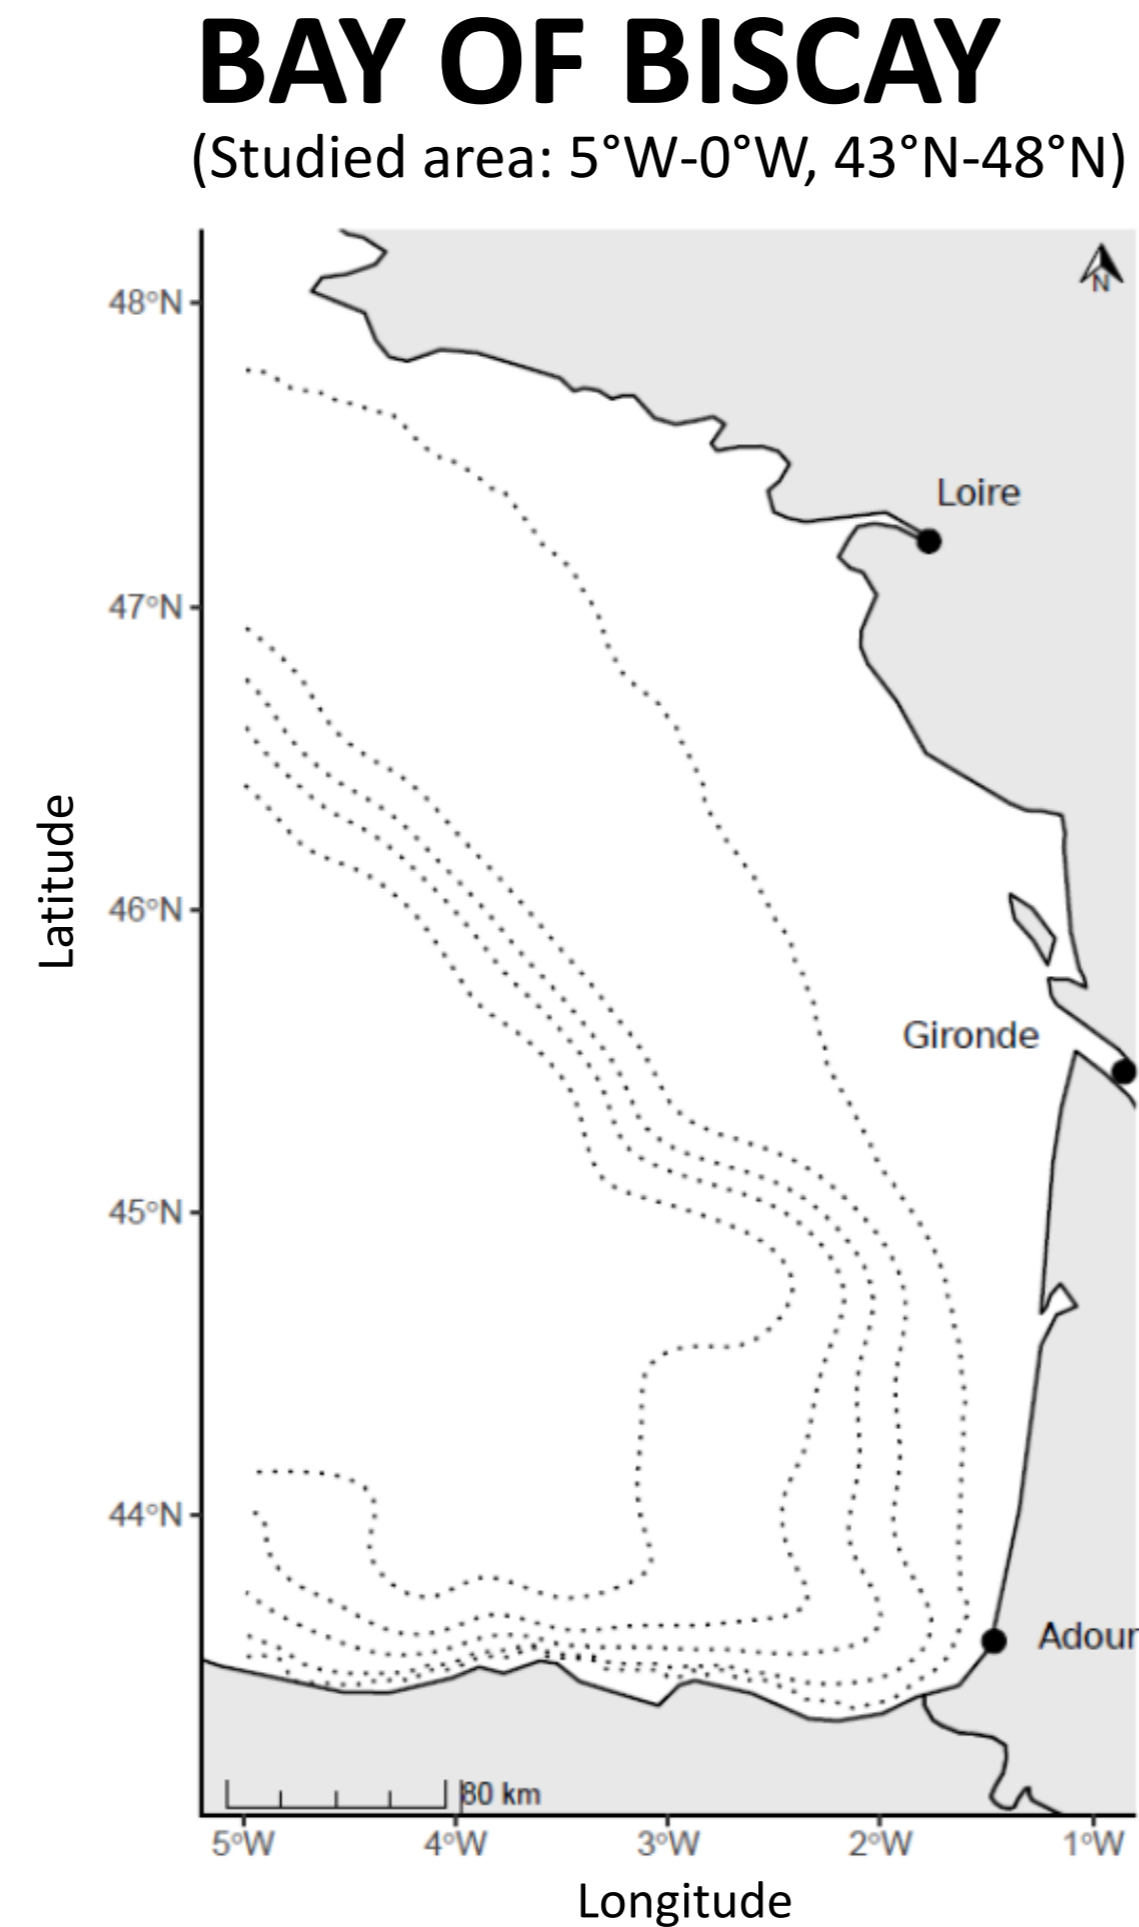 BAY OF BISCAY
(Studied area: 5°W-0°W, 43°N-48°N)
N
48°N
Loire
47°N
Latitude
46°N
Gironde
45°N
44°N
Adour
80 km
5°W 4°W 3°W 2°W 1°W
Longitude